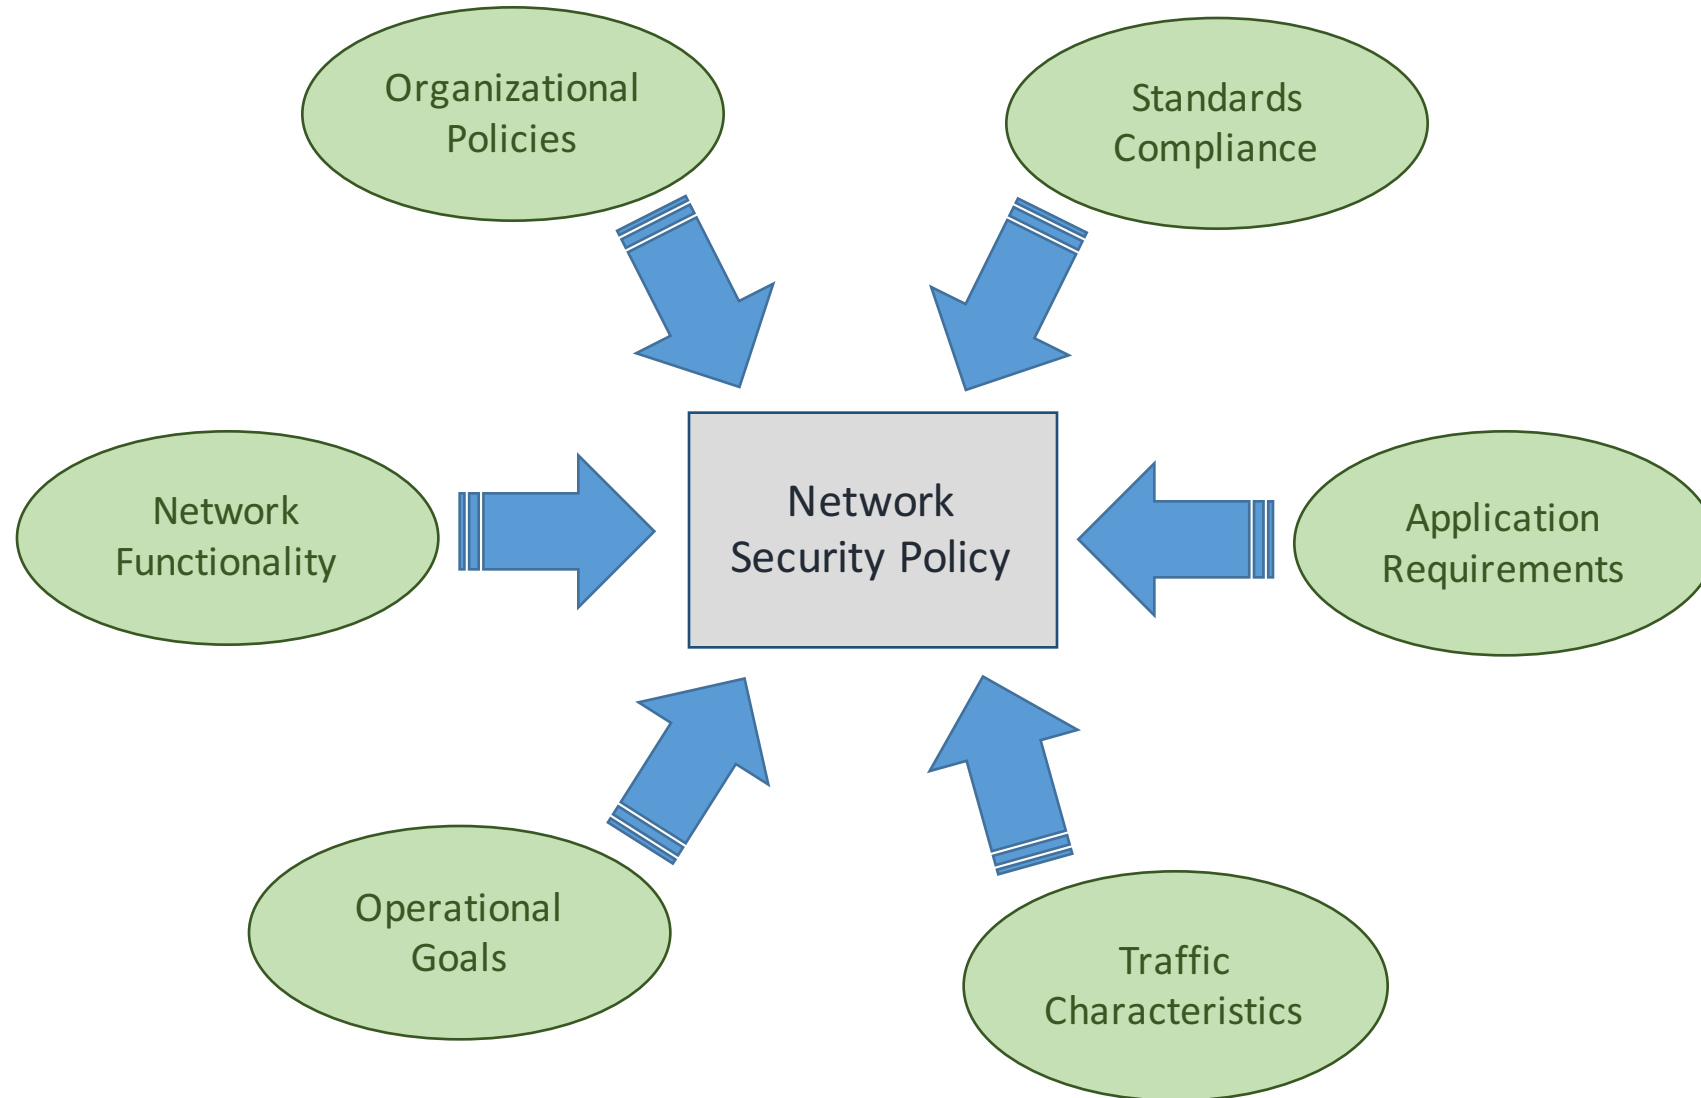 Organizational
Policies
Standards
Compliance
Network
Functionality
Network
Security Policy
Application
Requirements
Operational
Goals
Traffic
Characteristics